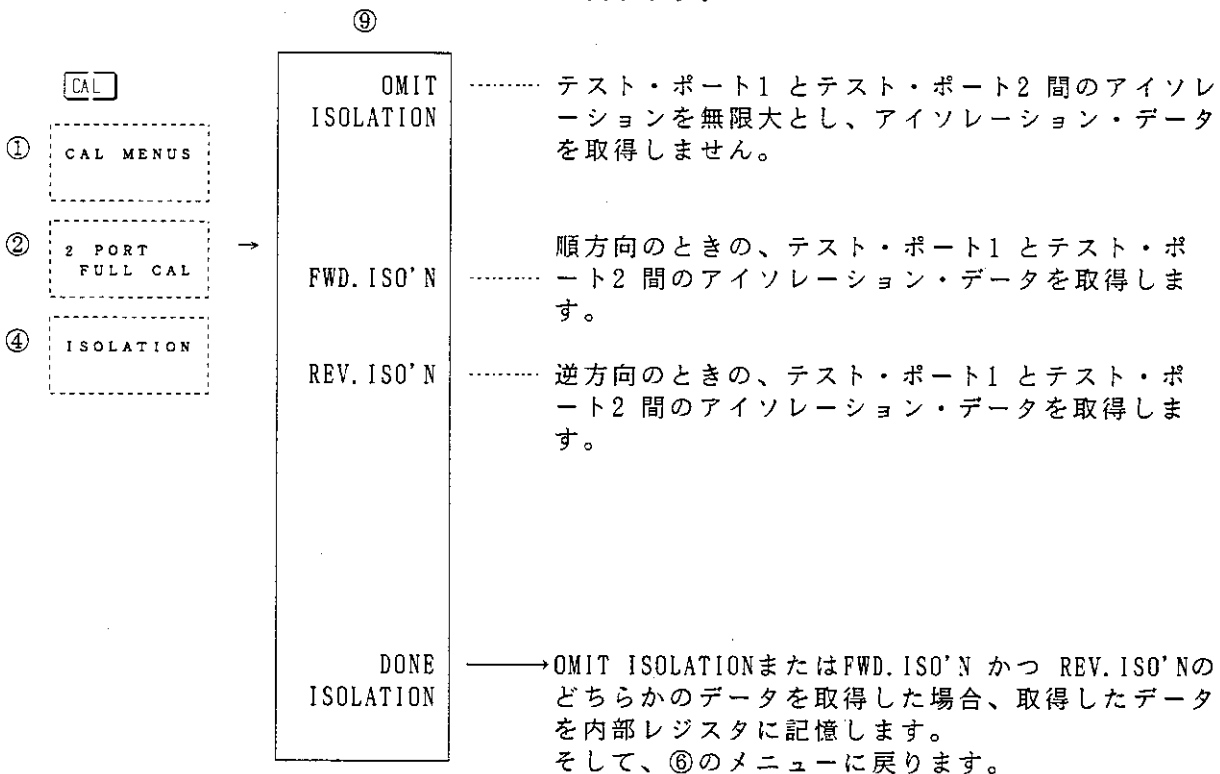 ⑨
CAL
① CAL MENUS
② 2 PORT
FULL CAL
→
④ ISOLATION
OMIT
ISOLATION
テスト・ポート1 とテスト・ポート2 間のアイソレ
ーションを無限大とし、アイソレーション・データ
を取得しません。
FWD.ISO'N
順方向のときの、テスト・ポート1 とテスト・ポ
ート2 間のアイソレーション・データを取得しま
す。
REV.ISO'N
逆方向のときの、テスト・ポート1 とテスト・ポ
ート2 間のアイソレーション・データを取得しま
す。
DONE
ISOLATION
→OMIT ISOLATIONまたはFWD.ISO'N かつ REV.ISO'Nの
どちらかのデータを取得した場合、取得したデータ
を内部レジスタに記憶します。
そして、⑥のメニューに戻ります。